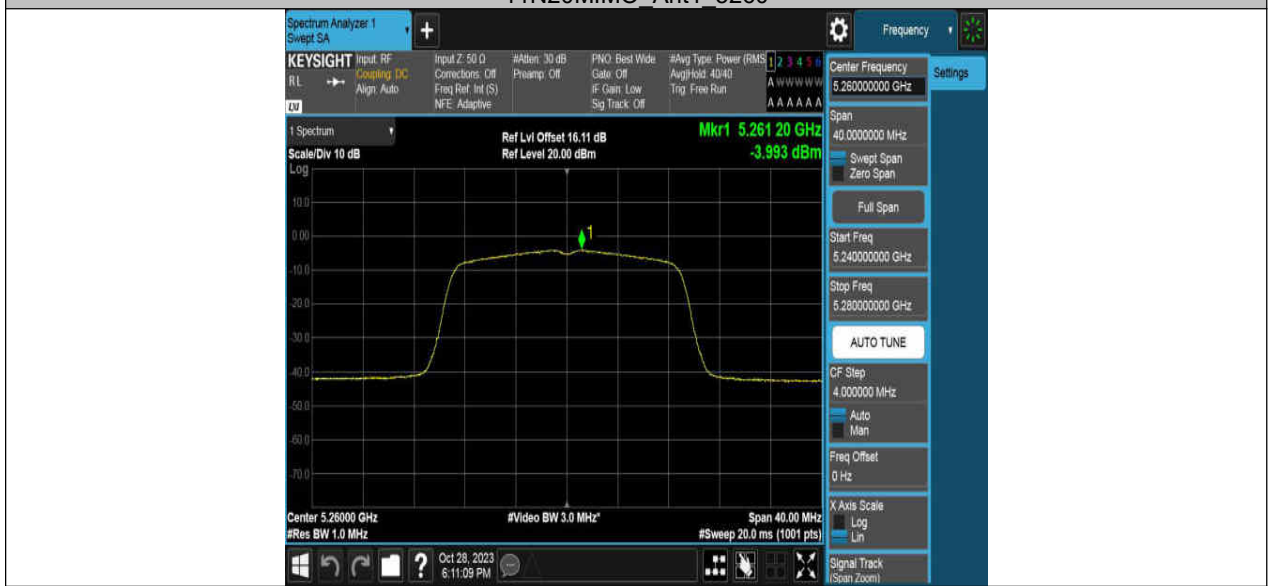 Spectrum Analyzer 1
Swept SA
+
Frequency
KEYSIGHT
RL
LXI
Input: RF
Coupling: DC
Align: Auto
Input Z: 50 Ω
Corrections: Off
Freq Ref: Int (S)
NFE: Adaptive
#Atten: 30 dB
Preamp: Off
PNO: Best Wide
Gate: Off
IF Gain: Low
Sig Track: Off
#Avg Type: Power (RMS
Avg|Hold: 40/40
Trig: Free Run
1 2 3 4 5 6
A W W W W W
A A A A A A
1 Spectrum
Scale/Div 10 dB
Log
Ref Lvl Offset 16.11 dB
Ref Level 20.00 dBm
Mkr1 5.261 20 GHz
-3.993 dBm
10.0
0.00
-10.0
-20.0
-30.0
-40.0
-50.0
-60.0
-70.0
1
Center 5.26000 GHz
#Res BW 1.0 MHz
#Video BW 3.0 MHz*
Span 40.00 MHz
#Sweep 20.0 ms (1001 pts)
?
Oct 28, 2023
6:11:09 PM
Center Frequency
5.260000000 GHz
Settings
Span
40.0000000 MHz
Swept Span
Zero Span
Full Span
Start Freq
5.240000000 GHz
Stop Freq
5.280000000 GHz
AUTO TUNE
CF Step
4.000000 MHz
Auto
Man
Freq Offset
0 Hz
X Axis Scale
Log
Lin
Signal Track
(Span Zoom)